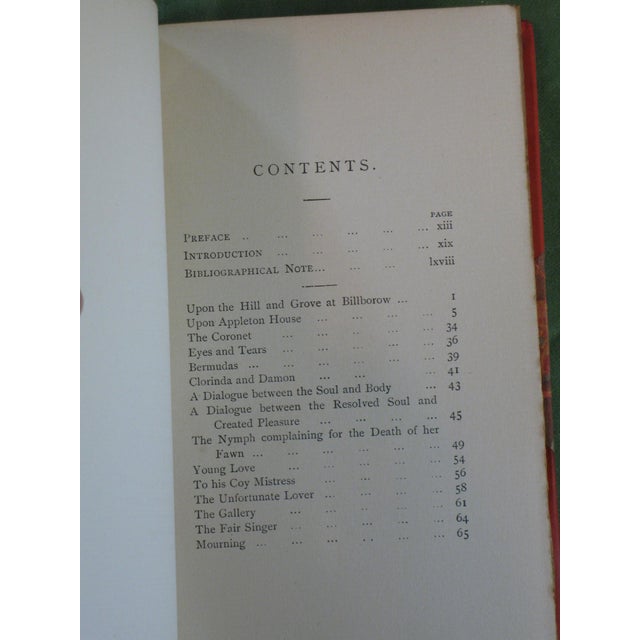 CONTENTS.
PAGE
PREFACE .. ... ... ... ... ... xiii
INTRODUCTION ... ... ... ... ... xix
BIBLIOGRAPHICAL NOTE... ... ... lxviii
Upon the Hill and Grove at Billborow ... 1
Upon Appleton House ... ... ... ... 5
The Coronet ... ... ... ... ... 34
Eyes and Tears ... ... ... ... ... 36
Bermudas ... ... ... ... ... ... 39
Clorinda and Damon ... ... ... 41
A Dialogue between the Soul and Body ... 43
A Dialogue between the Resolved Soul and
Created Pleasure ... ... .. ... 45
The Nymph complaining for the Death of her
Fawn ... ... ... ... ... ... 49
Young Love ... ... ... ... ... 54
To his Coy Mistress ... ... ... ... 56
The Unfortunate Lover ... ... ... ... 58
The Gallery ... ... ... .. ... 61
The Fair Singer ... ... ... .. ... 64
Mourning ... ... ... .. .. ... 65